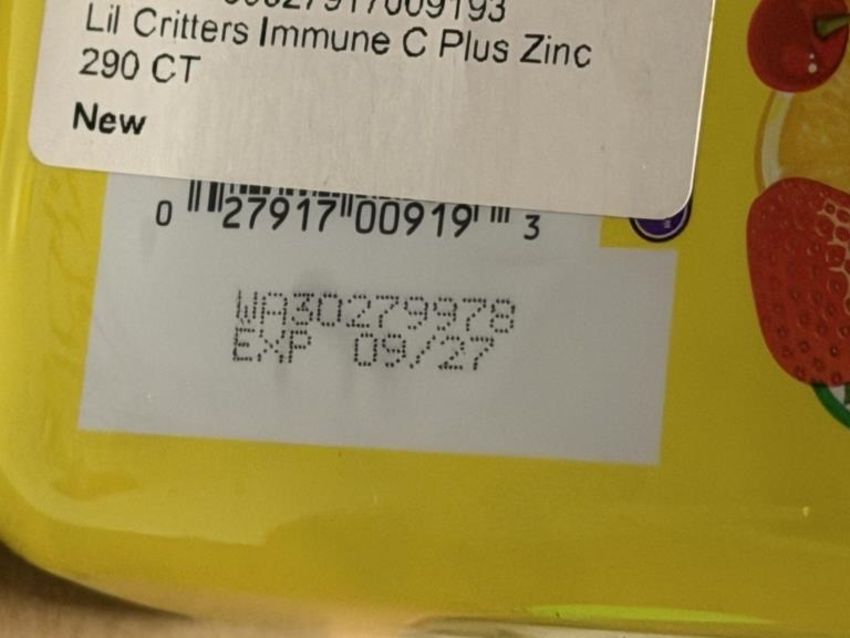 Lil Critters Immune C Plus Zinc
290 CT
New
0 27917 00919 3
WA30279978
EXP 09/27